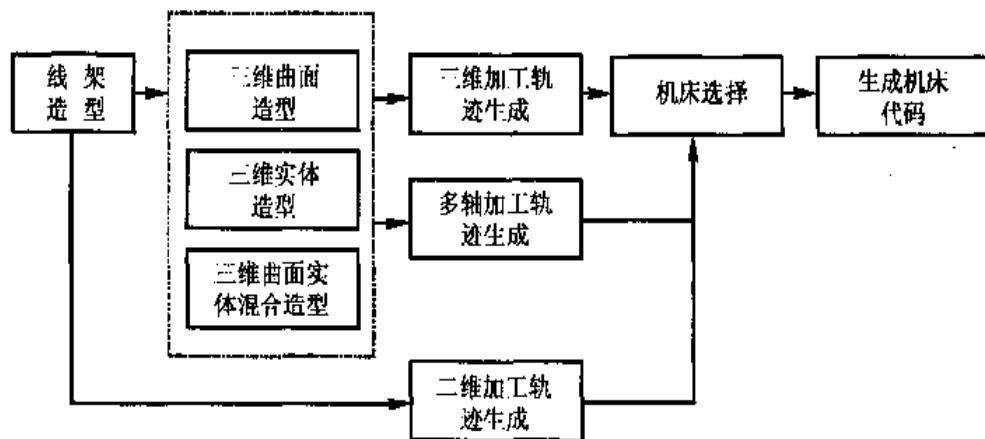 线 架
造 型
三维曲面
造型
三维实体
造型
三维曲面实
体混合造型
三维加工轨
迹生成
多轴加工轨
迹生成
二维加工轨
迹生成
机床选择
生成机床
代码